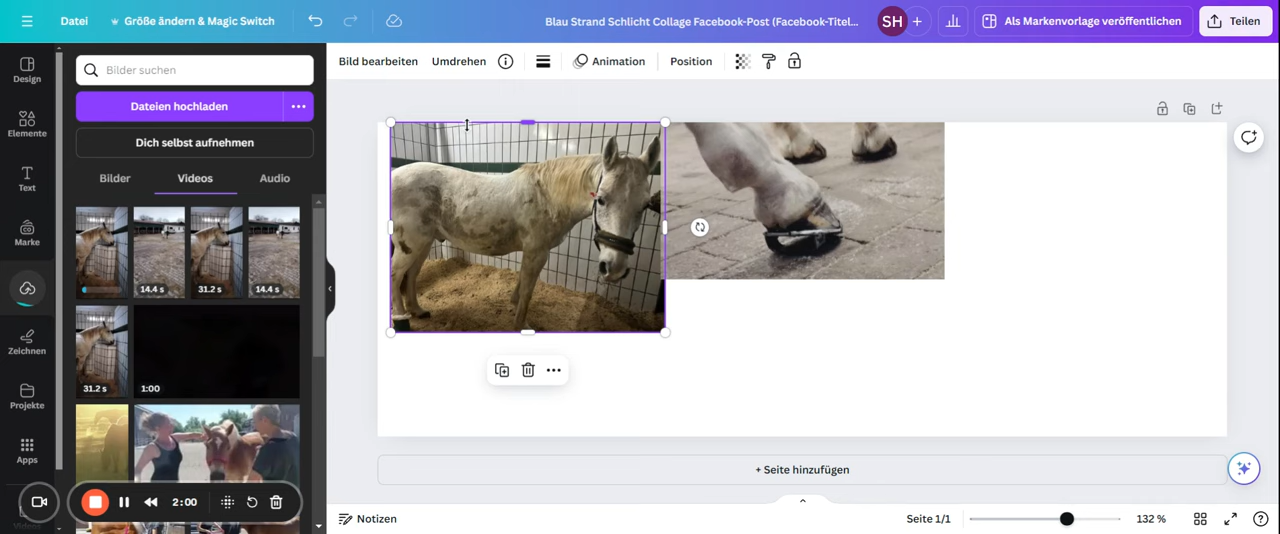 Datei
Größe ändern & Magic Switch
Blau Strand Schlicht Collage Facebook-Post (Facebook-Titel...
SH
Als Markenvorlage veröffentlichen
Teilen
Design
Elemente
Text
Marke
Zeichnen
Projekte
Apps
Videos
Bilder suchen
Dateien hochladen
Dich selbst aufnehmen
Bilder
Videos
Audio
14.4 s
31.2 s
14.4 s
31.2 s
1:00
2:00
Bild bearbeiten
Umdrehen
Animation
Position
+ Seite hinzufügen
Notizen
Seite 1/1
132 %